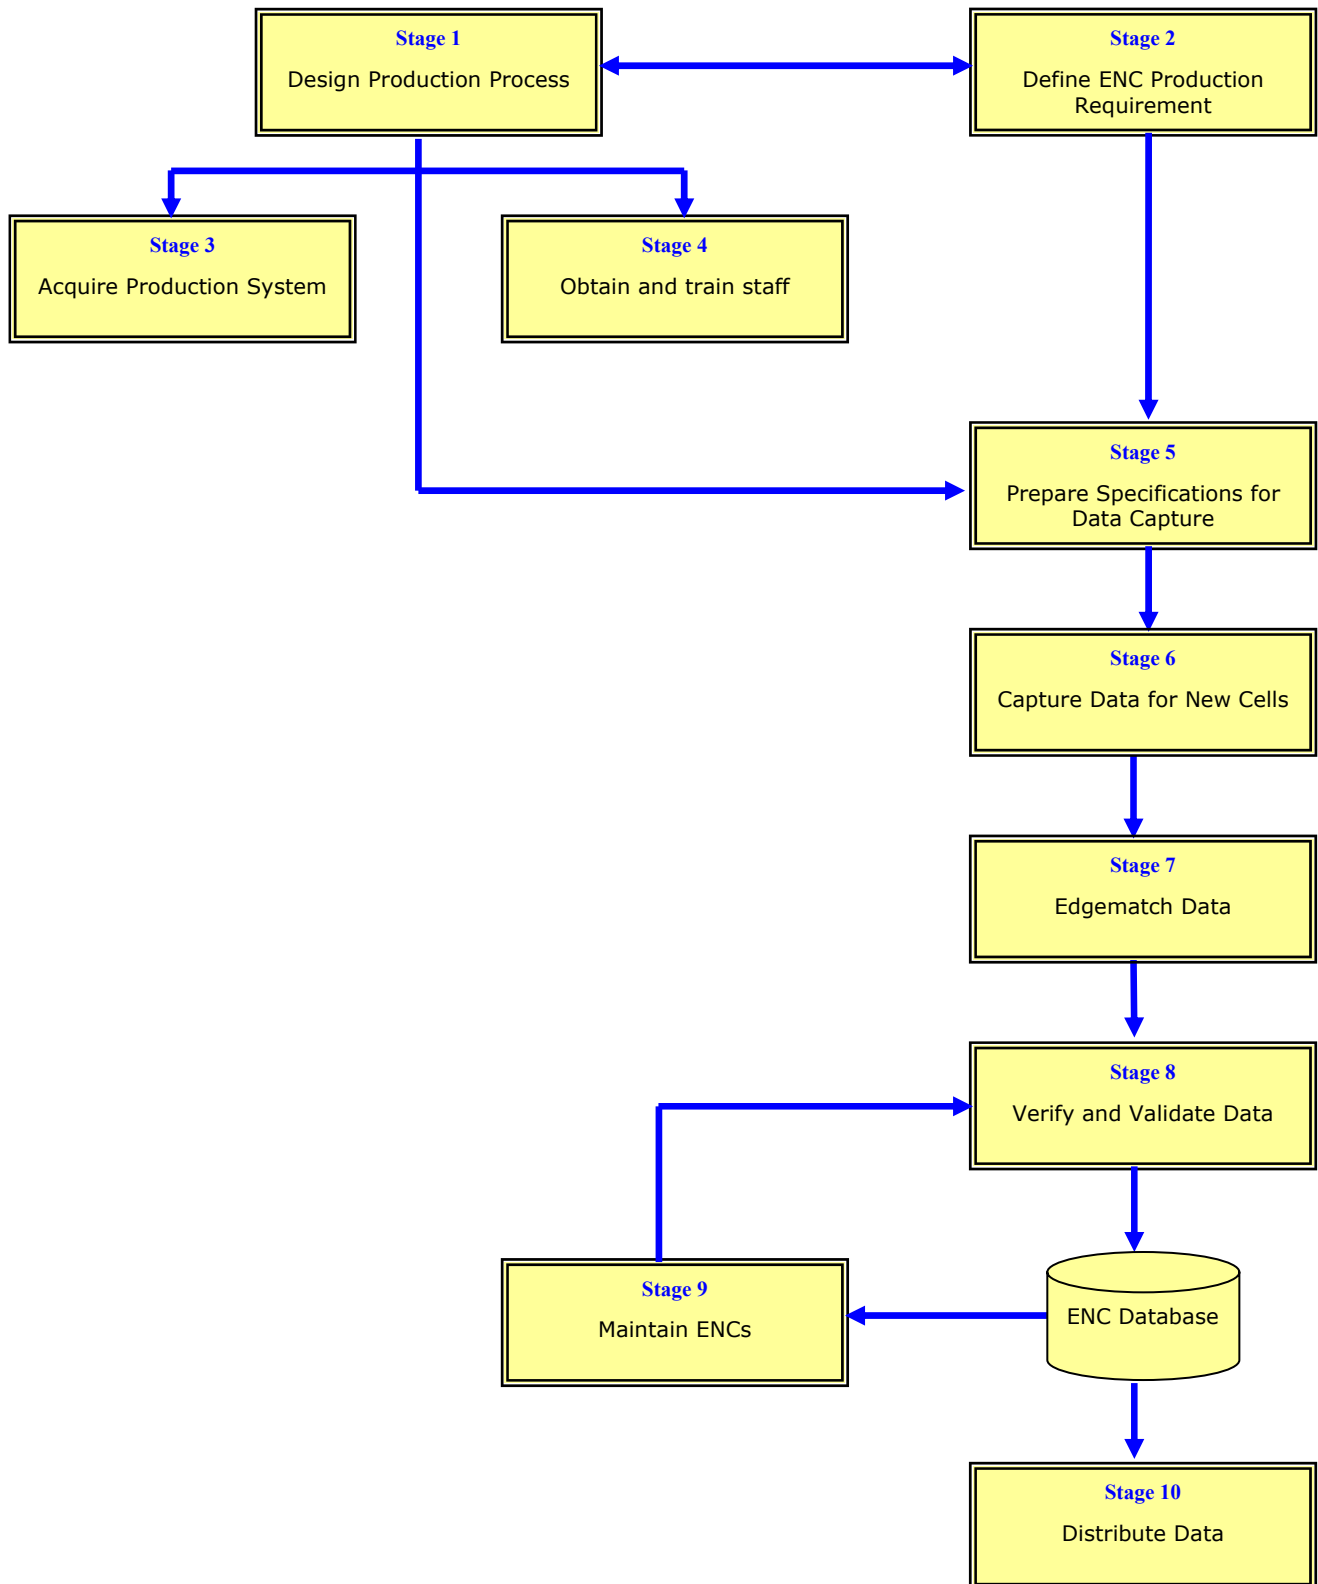 Stage 1
Design Production Process
Stage 2
Define ENC Production
Requirement
Stage 3
Acquire Production System
Stage 4
Obtain and train staff
Stage 5
Prepare Specifications for
Data Capture
Stage 6
Capture Data for New Cells
Stage 7
Edgematch Data
Stage 8
Verify and Validate Data
Stage 9
Maintain ENCs
ENC Database
Stage 10
Distribute Data